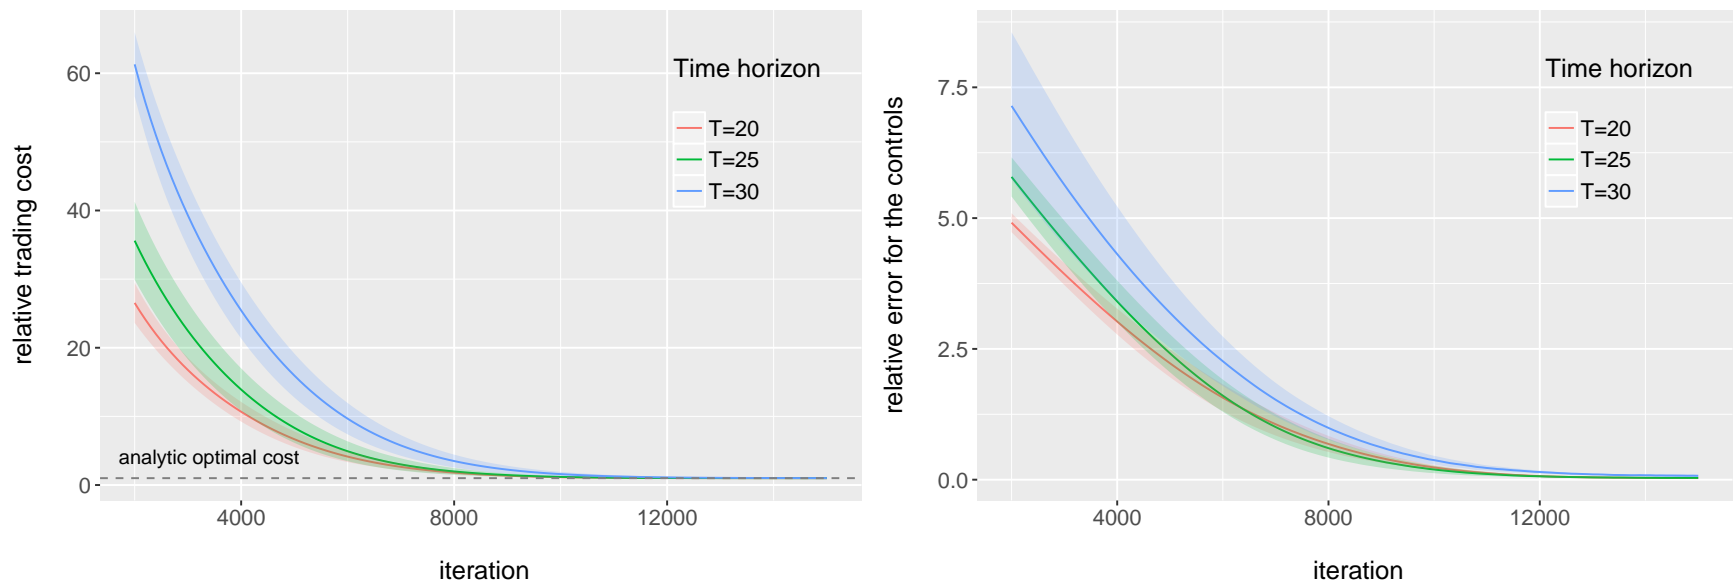 60
40
20
0
relative trading cost
Time horizon
T=20
T=25
T=30
analytic optimal cost
4000
8000
12000
iteration
7.5
5.0
2.5
0.0
relative error for the controls
Time horizon
T=20
T=25
T=30
4000
8000
12000
iteration